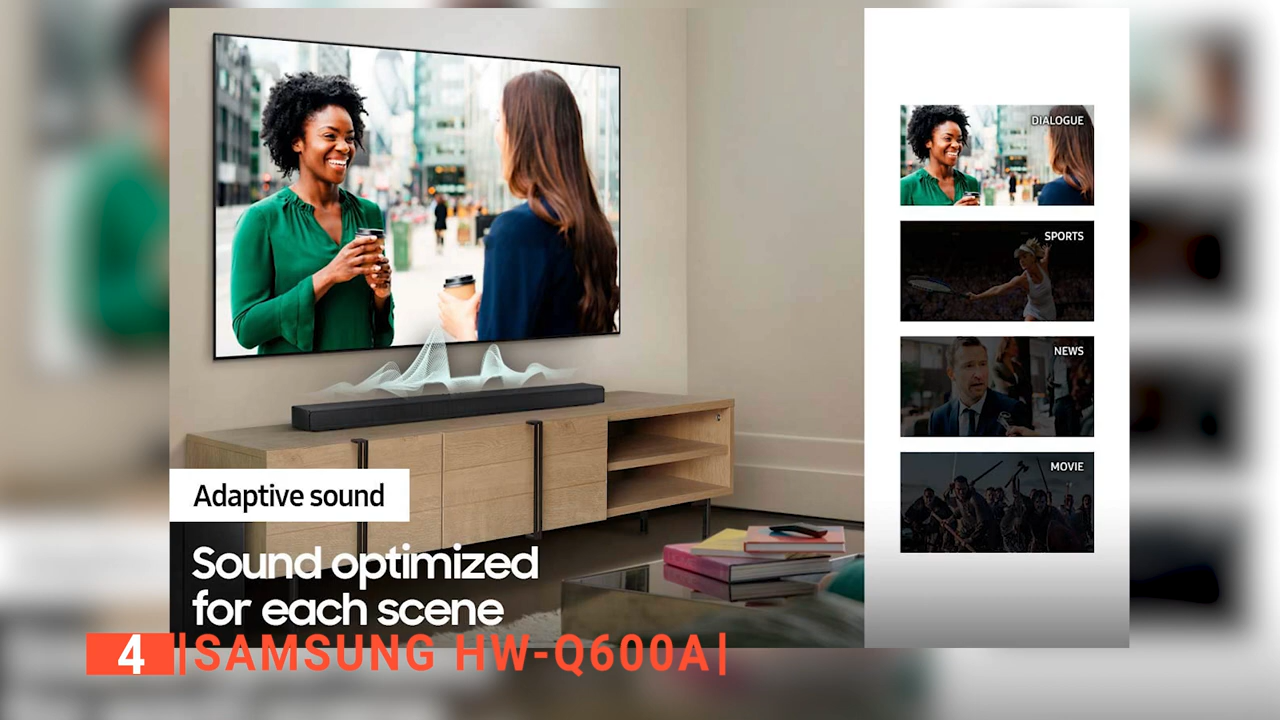 DIALOGUE
SPORTS
NEWS
MOVIE
Adaptive sound
Sound optimized
for each scene
4 |SAMSUNG HW-Q600A|